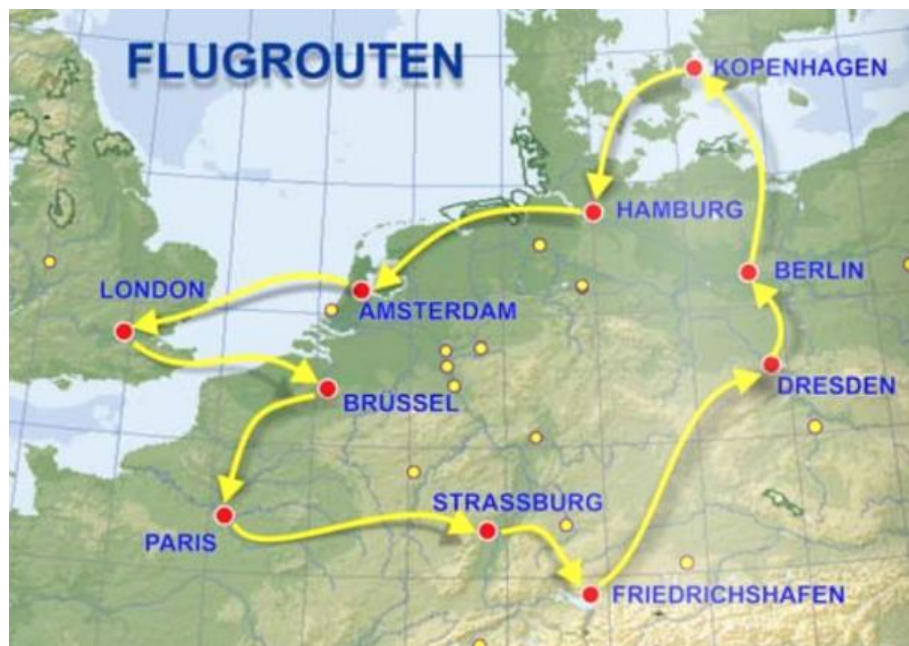 FLUGROUTEN
KOPENHAGEN
HAMBURG
BERLIN
LONDON
AMSTERDAM
DRESDEN
BRÜSSEL
STRASSBURG
PARIS
FRIEDRICHSHAFEN